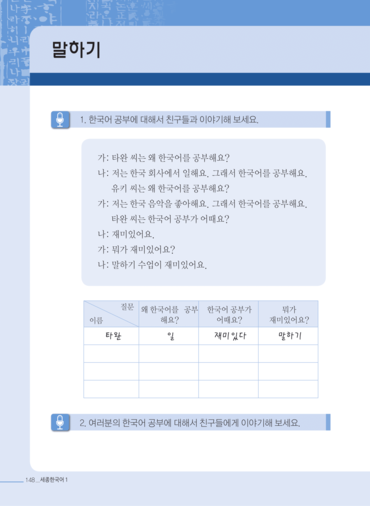 말하기
1. 한국어 공부에 대해서 친구들과 이야기해 보세요.
가: 타완 씨는 왜 한국어를 공부해요?
나: 저는 한국 회사에서 일해요. 그래서 한국어를 공부해요.
유키 씨는 왜 한국어를 공부해요?
가: 저는 한국 음악을 좋아해요. 그래서 한국어를 공부해요.
타완 씨는 한국어 공부가 어때요?
나: 재미있어요.
가: 뭐가 재미있어요?
나: 말하기 수업이 재미있어요.
질문
이름
왜 한국어를 공부
해요?
한국어 공부가
어때요?
뭐가
재미있어요?
타완 일 재미있다 말하기
2. 여러분의 한국어 공부에 대해서 친구들에게 이야기해 보세요.
148 _ 세종한국어 1